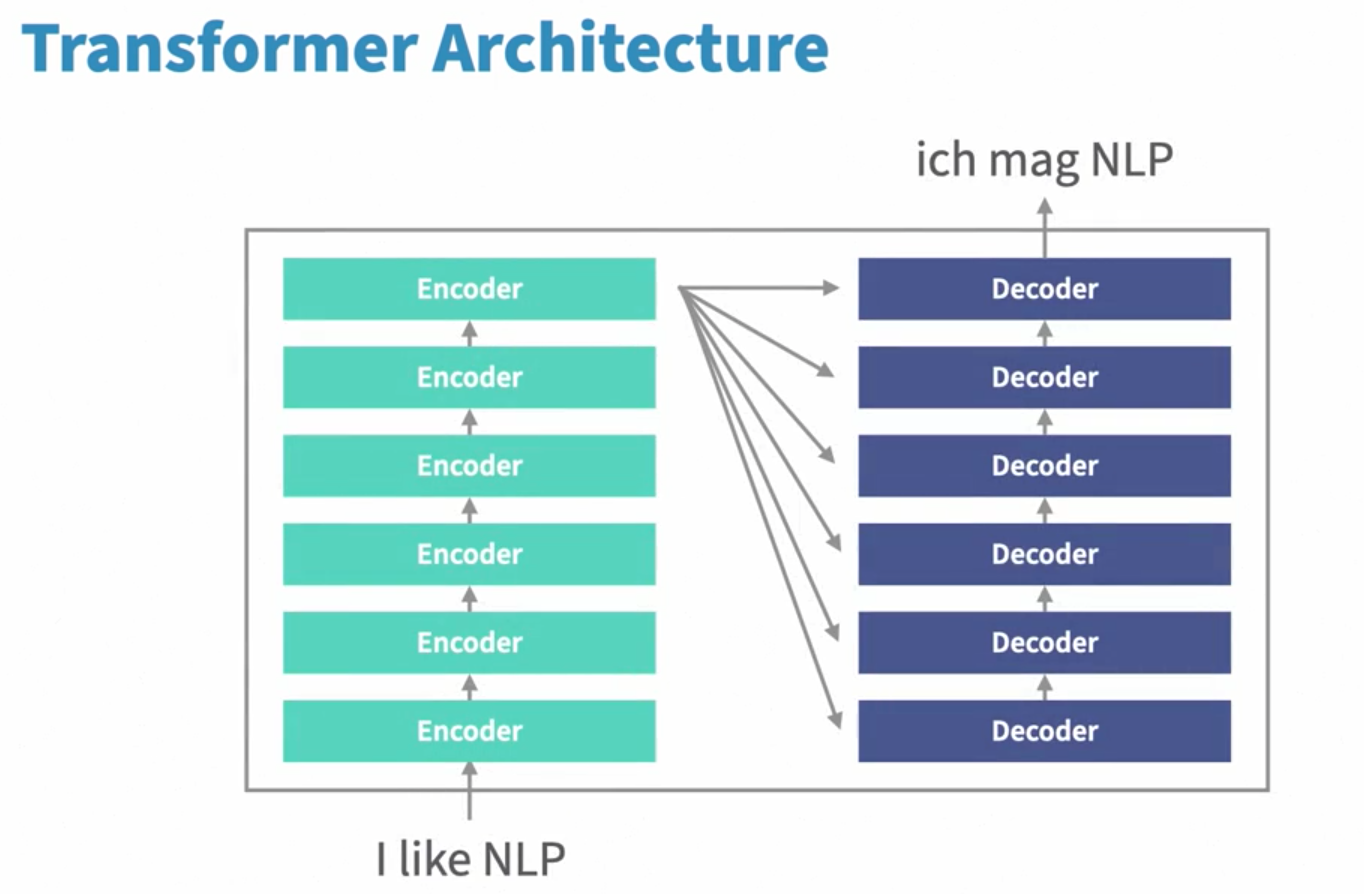 Transformer Architecture
ich mag NLP
Encoder
Encoder
Encoder
Encoder
Encoder
Encoder
Decoder
Decoder
Decoder
Decoder
Decoder
Decoder
I like NLP